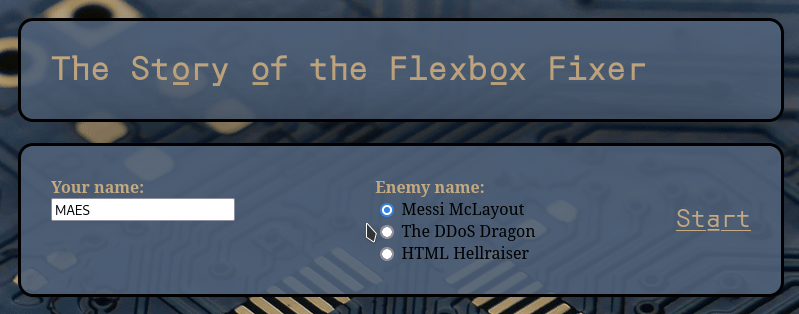 The Story of the Flexbox Fixer
Your name:
MAES
Enemy name:
Messi McLayout
The DDoS Dragon
HTML Hellraiser
Start